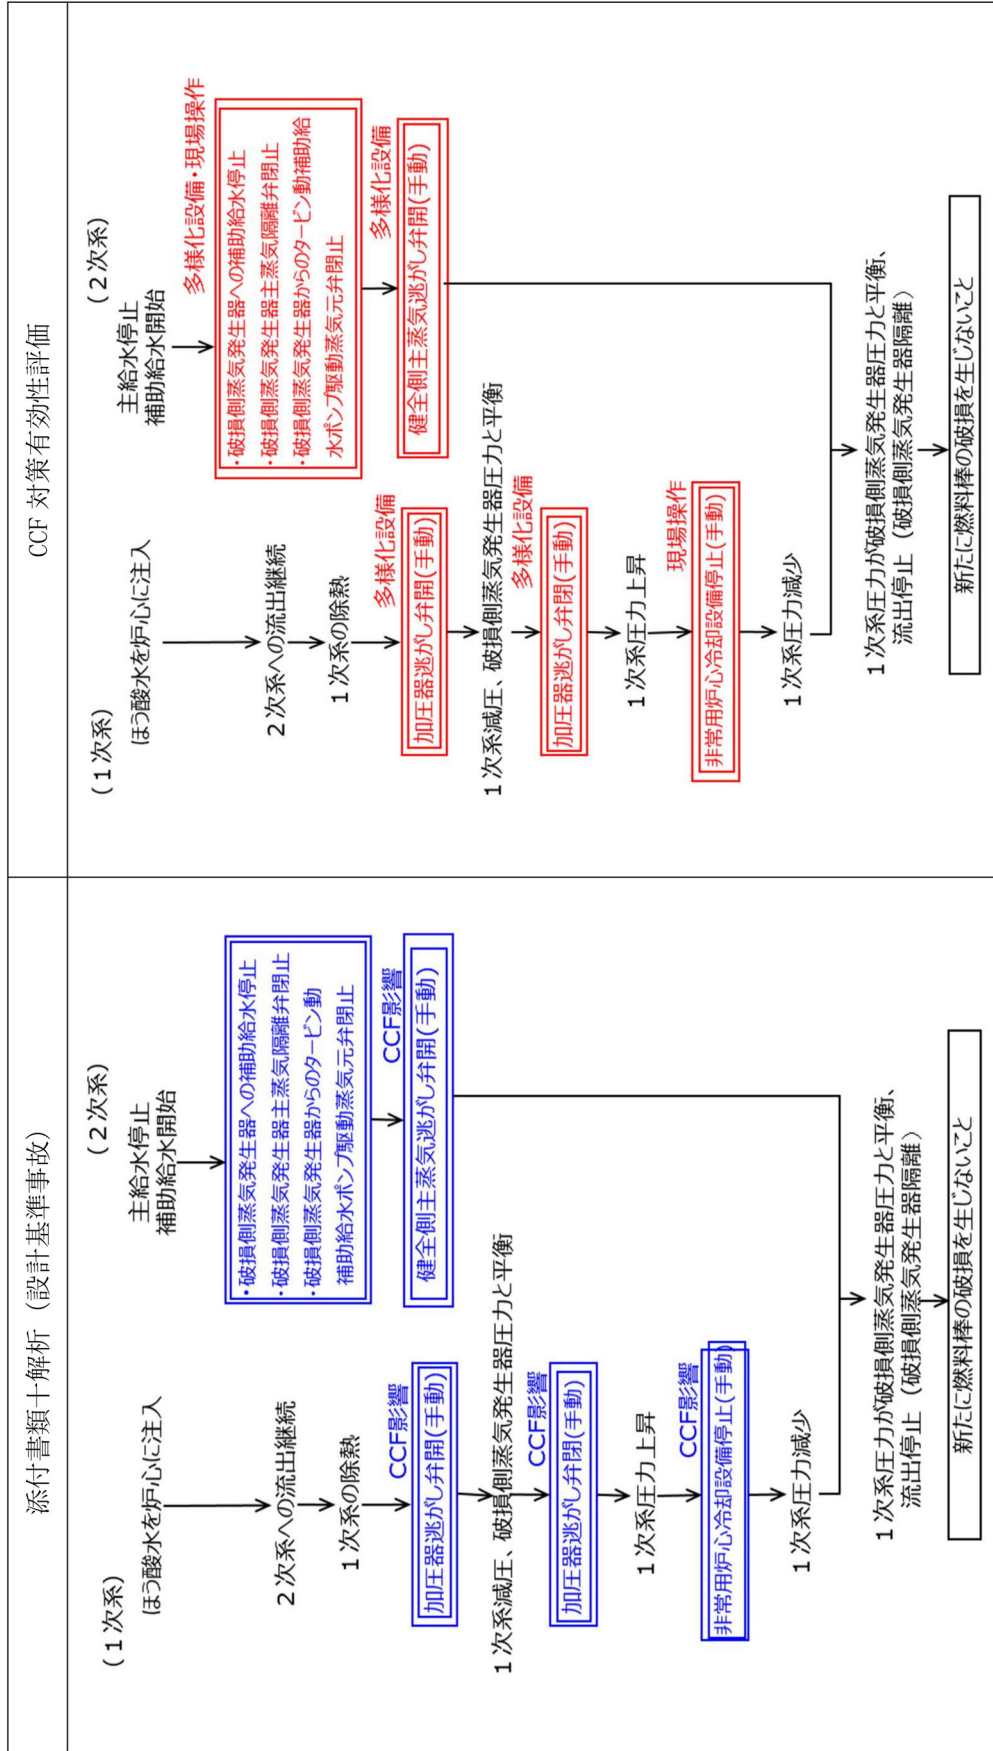 添付書類十解析（設計基準事故）
(１次系)
ほう酸水を炉心に注入
２次系への流出継続
１次系の除熱
CCF影響
加圧器逃がし弁開(手動)
１次系減圧、破損側蒸気発生器圧力と平衡
CCF影響
加圧器逃がし弁閉(手動)
１次系圧力上昇
CCF影響
非常用炉心冷却設備停止(手動)
１次系圧力減少
(２次系)
主給水停止
補助給水開始
・破損側蒸気発生器への補助給水停止
・破損側蒸気発生器主蒸気隔離弁閉止
・破損側蒸気発生器からのタービン動
補助給水ポンプ駆動蒸気元弁閉止
CCF影響
健全側主蒸気逃がし弁開(手動)
１次系圧力が破損側蒸気発生器圧力と平衡、
流出停止（破損側蒸気発生器隔離）
新たに燃料棒の破損を生じないこと
CCF 対策有効性評価
(１次系)
ほう酸水を炉心に注入
２次系への流出継続
１次系の除熱
多様化設備
加圧器逃がし弁開(手動)
１次系減圧、破損側蒸気発生器圧力と平衡
多様化設備
加圧器逃がし弁閉(手動)
１次系圧力上昇
現場操作
非常用炉心冷却設備停止(手動)
１次系圧力減少
(２次系)
主給水停止
補助給水開始
多様化設備・現場操作
・破損側蒸気発生器への補助給水停止
・破損側蒸気発生器主蒸気隔離弁閉止
・破損側蒸気発生器からのタービン動補助給
水ポンプ駆動蒸気元弁閉止
多様化設備
健全側主蒸気逃がし弁開(手動)
１次系圧力が破損側蒸気発生器圧力と平衡、
流出停止（破損側蒸気発生器隔離）
新たに燃料棒の破損を生じないこと